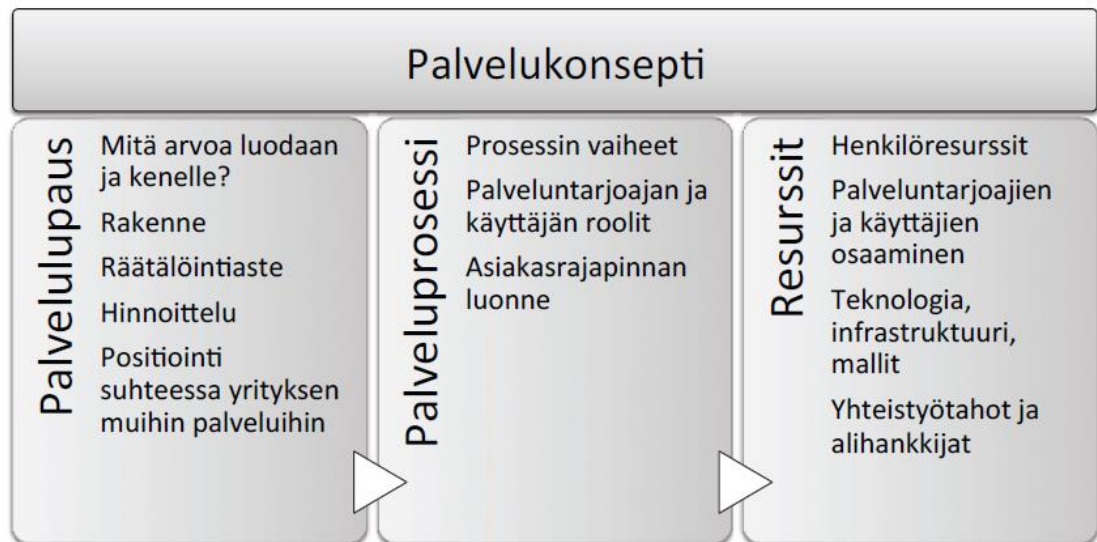 Palvelukonsepti
Palvelulupaus
Mitä arvoa luodaan
ja kenelle?
Rakenne
Räätälöintiaste
Hinnoittelu
Positiointi
suhteessa yrityksen
muihin palveluihin
Palveluprosessi
Prosessin vaiheet
Palveluntarjoajan ja
käyttäjän roolit
Asiakasrajapinnan
luonne
Resurssit
Henkilöresurssit
Palveluntarjoajien
ja käyttäjien
osaaminen
Teknologia,
infrastruktuuri,
mallit
Yhteistyötahot ja
alihankkijat